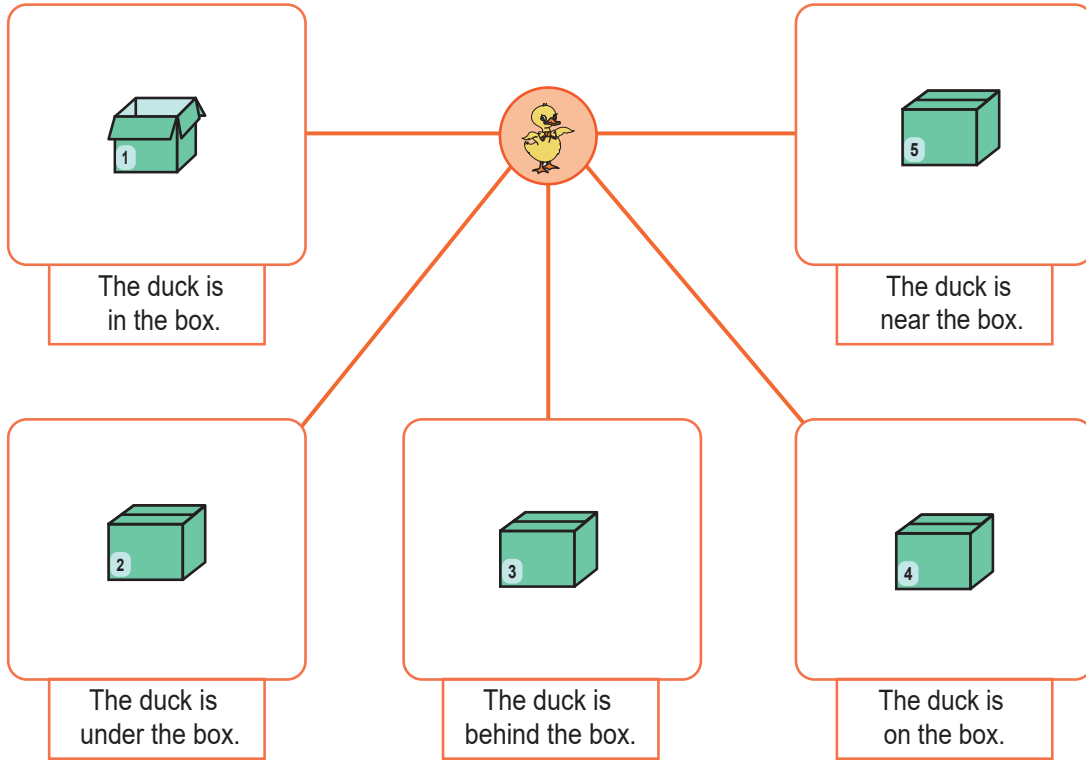 1
The duck is
in the box.
5
The duck is
near the box.
2
The duck is
under the box.
3
The duck is
behind the box.
4
The duck is
on the box.